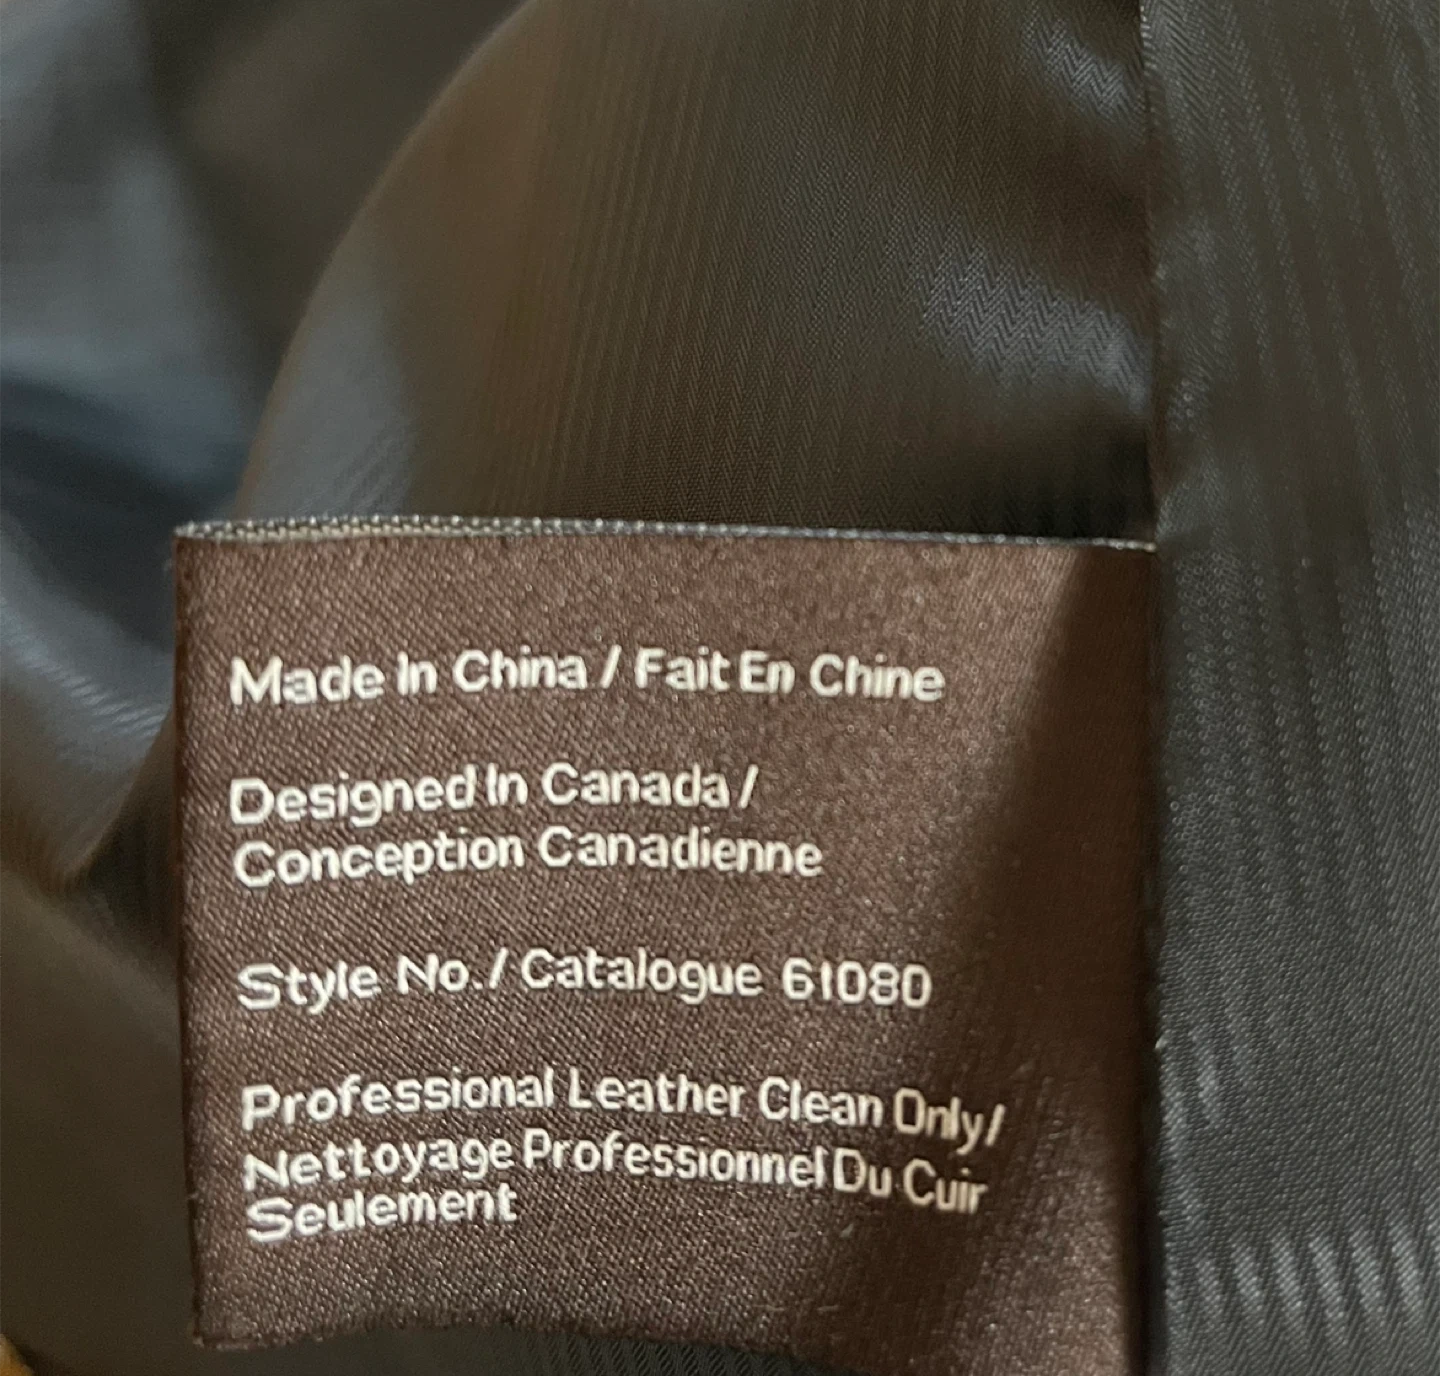 Made In China / Fait En Chine
Designed In Canada /
Conception Canadienne
Style No. / Catalogue 61080
Professional Leather Clean Only/
Nettoyage Professionnel Du Cuir
Seulement